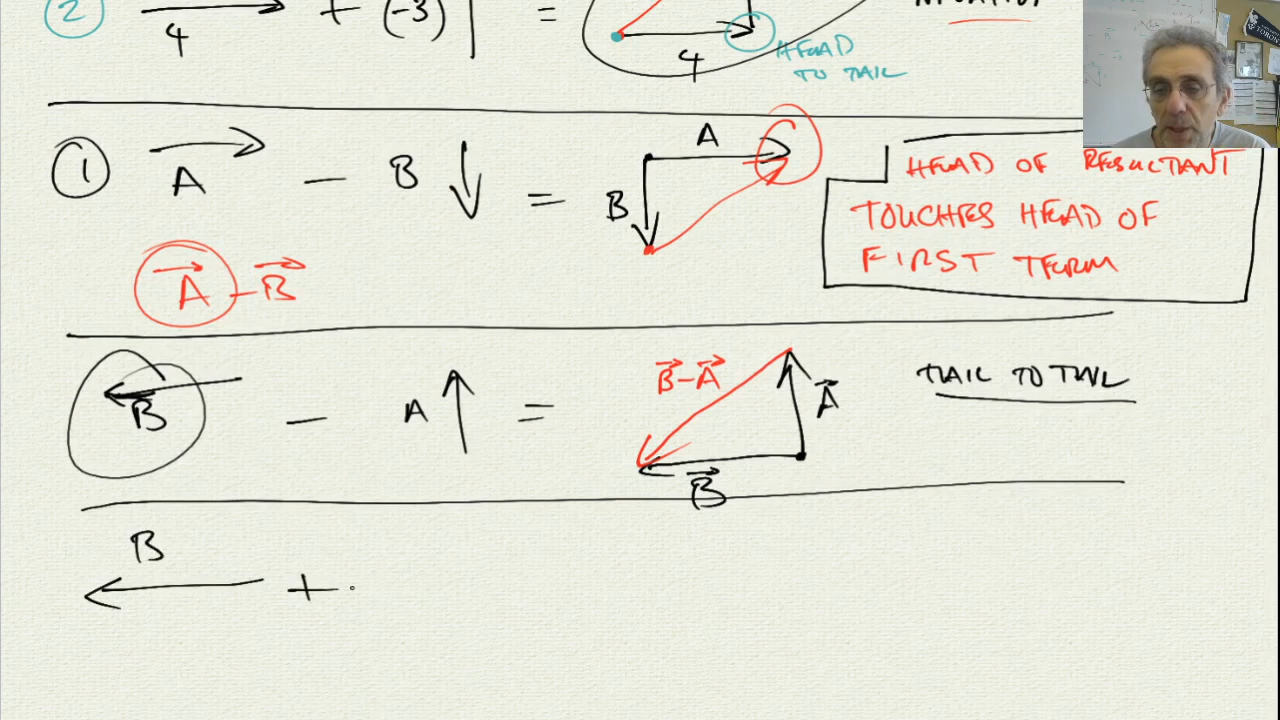 2 4 + (-3) =
4
HEAD
TO TAIL
1 A - B = A
B
HEAD OF RESULTANT
TOUCHES HEAD OF
FIRST TERM
A - B
B - A = B-A A
B
TAIL TO TAIL
B
+